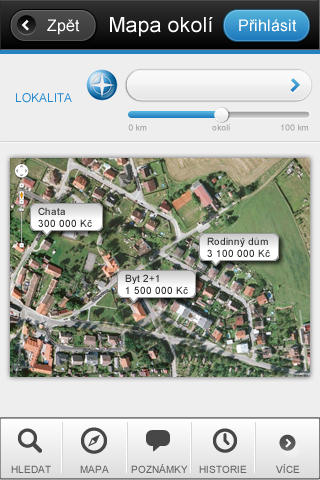 Zpět
Mapa okolí
Přihlásit
LOKALITA
0 km
okolí
100 km
Chata
300 000 Kč
Rodinný dům
3 100 000 Kč
Byt 2+1
1 500 000 Kč
HLEDAT
MAPA
POZNÁMKY
HISTORIE
VÍCE